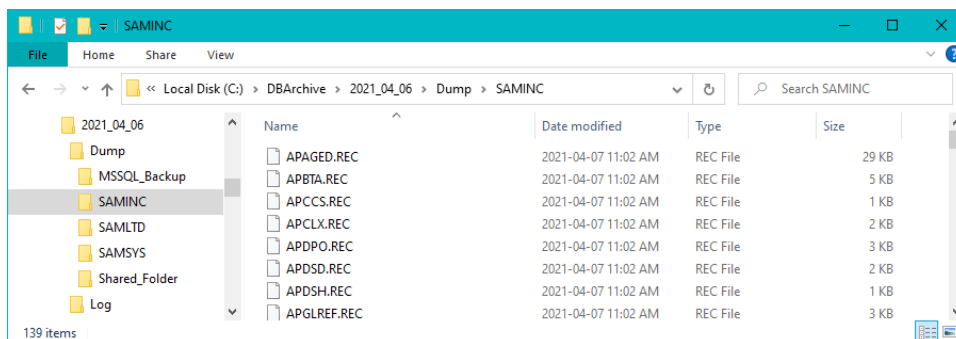 SAMINC
File Home Share View ?
« Local Disk (C:) > DBArchive > 2021_04_06 > Dump > SAMINC Search SAMINC
2021_04_06
Dump
MSSQL_Backup
SAMINC
SAMLTD
SAMSYS
Shared_Folder
Log
Name Date modified Type Size
APAGED.REC 2021-04-07 11:02 AM REC File 29 KB
APBTA.REC 2021-04-07 11:02 AM REC File 5 KB
APCCS.REC 2021-04-07 11:02 AM REC File 1 KB
APCLX.REC 2021-04-07 11:02 AM REC File 2 KB
APDPO.REC 2021-04-07 11:02 AM REC File 3 KB
APDSD.REC 2021-04-07 11:02 AM REC File 2 KB
APDSH.REC 2021-04-07 11:02 AM REC File 1 KB
APGLREF.REC 2021-04-07 11:02 AM REC File 3 KB
139 items